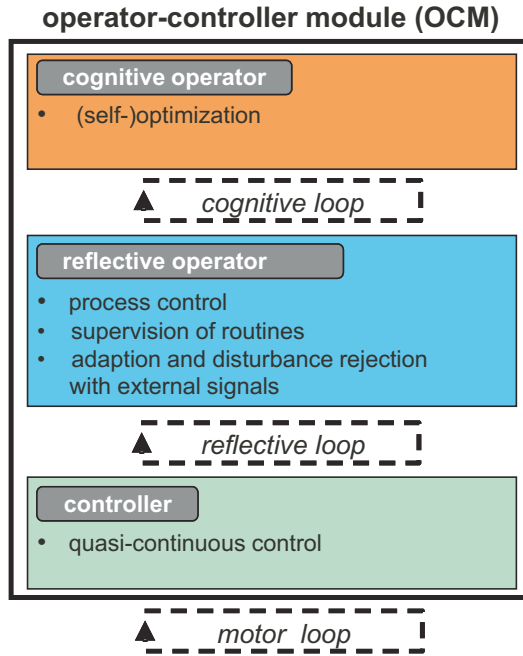 operator-controller module (OCM)
cognitive operator
• (self-)optimization
cognitive loop
reflective operator
• process control
• supervision of routines
• adaption and disturbance rejection
with external signals
reflective loop
controller
• quasi-continuous control
motor loop